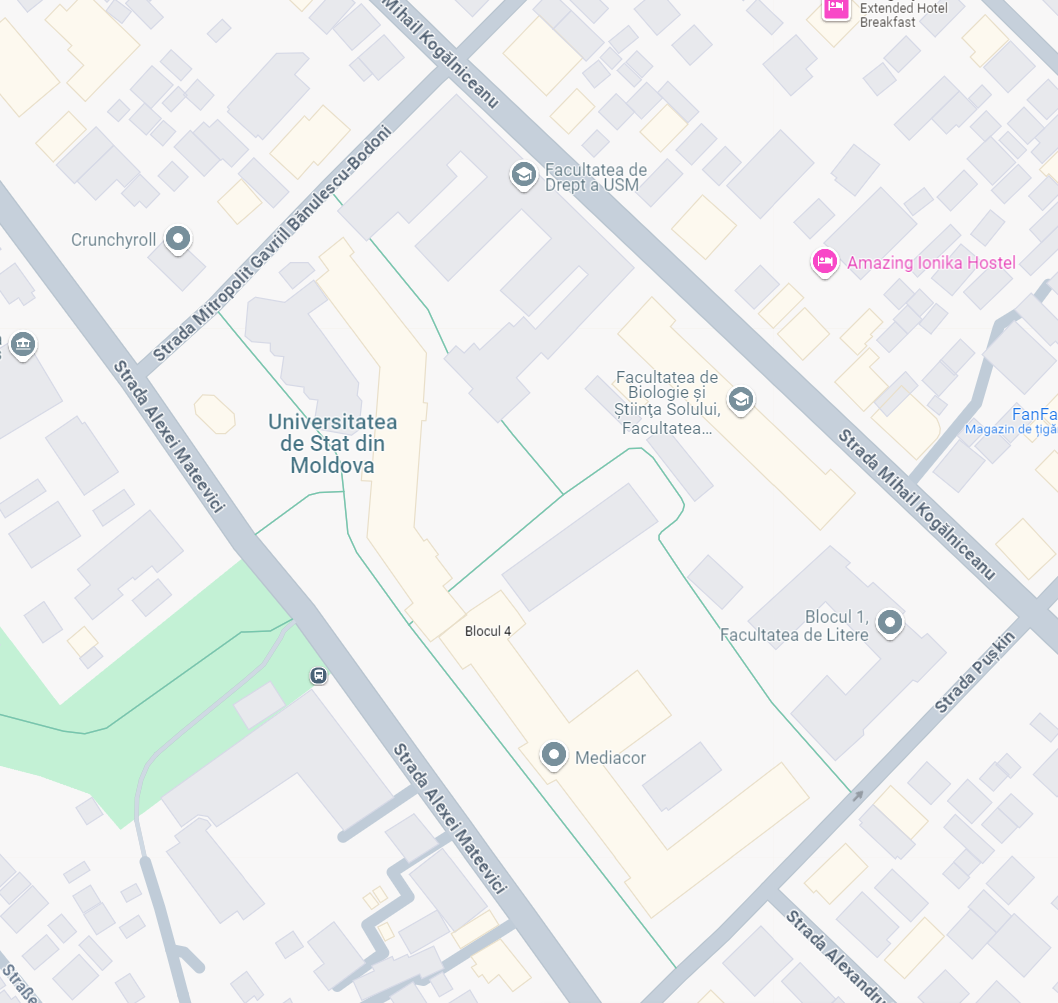 Extended Hotel
Breakfast
Mihail Kogălniceanu
Facultatea de
Drept a USM
Strada Mitropolit Gavriil Bănulescu-Bodoni
Crunchyroll
Amazing Ionika Hostel
Strada Alexei Mateevici
Facultatea de
Biologie și
Știința Solului,
Facultatea...
FanFa
Magazin de țigă
Universitatea
de Stat din
Moldova
Strada Mihail Kogălniceanu
Blocul 4
Blocul 1,
Facultatea de Litere
Strada Pușkin
Mediacor
Strada Alexei Mateevici
Strada Alexandru
Strade